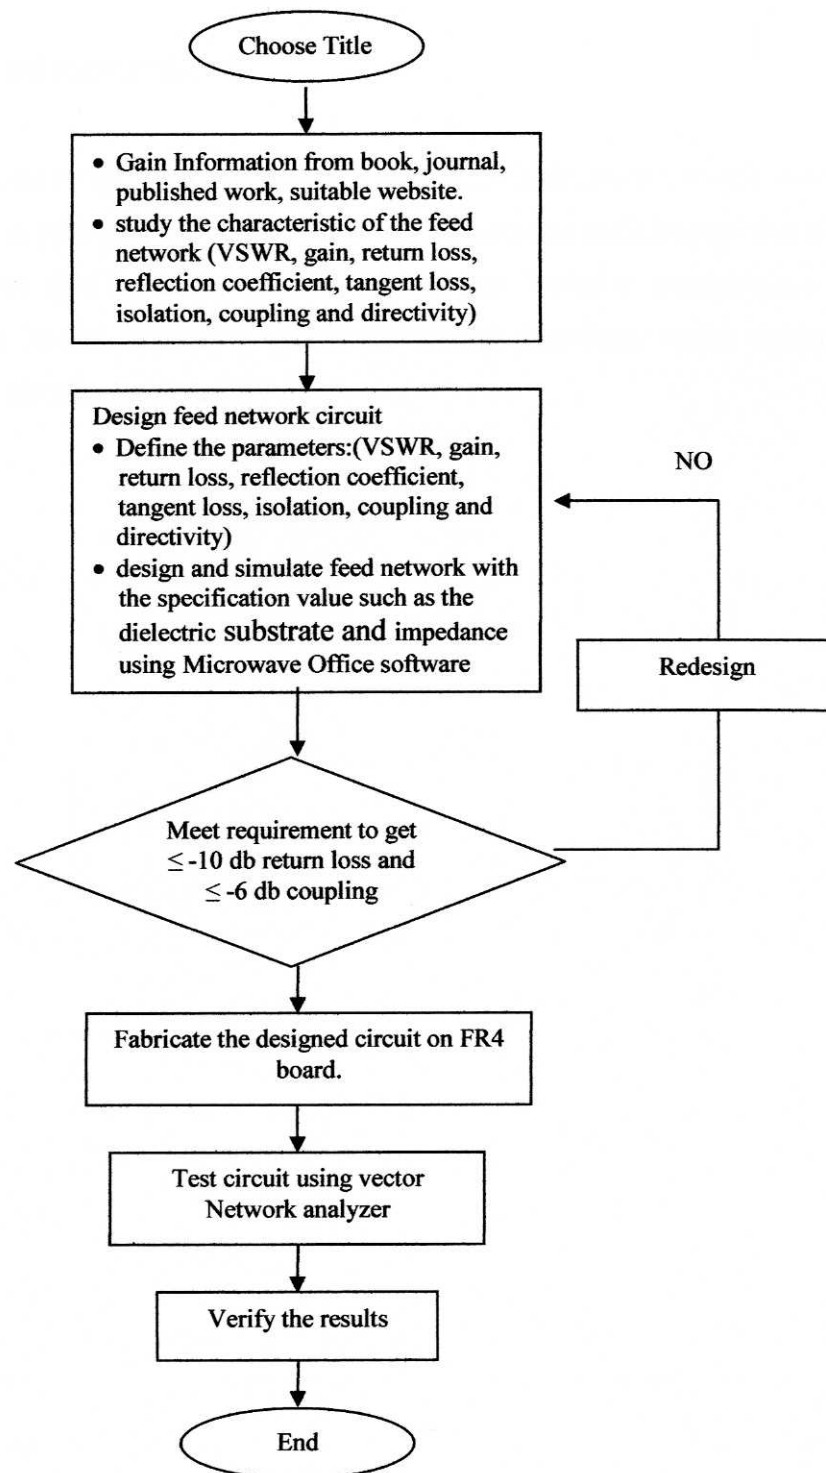 Choose Title
• Gain Information from book, journal,
published work, suitable website.
• study the characteristic of the feed
network (VSWR, gain, return loss,
reflection coefficient, tangent loss,
isolation, coupling and directivity)
Design feed network circuit
• Define the parameters:(VSWR, gain,
return loss, reflection coefficient,
tangent loss, isolation, coupling and
directivity)
• design and simulate feed network with
the specification value such as the
dielectric substrate and impedance
using Microwave Office software
NO
Redesign
Meet requirement to get
≤ -10 db return loss and
≤ -6 db coupling
Fabricate the designed circuit on FR4
board.
Test circuit using vector
Network analyzer
Verify the results
End